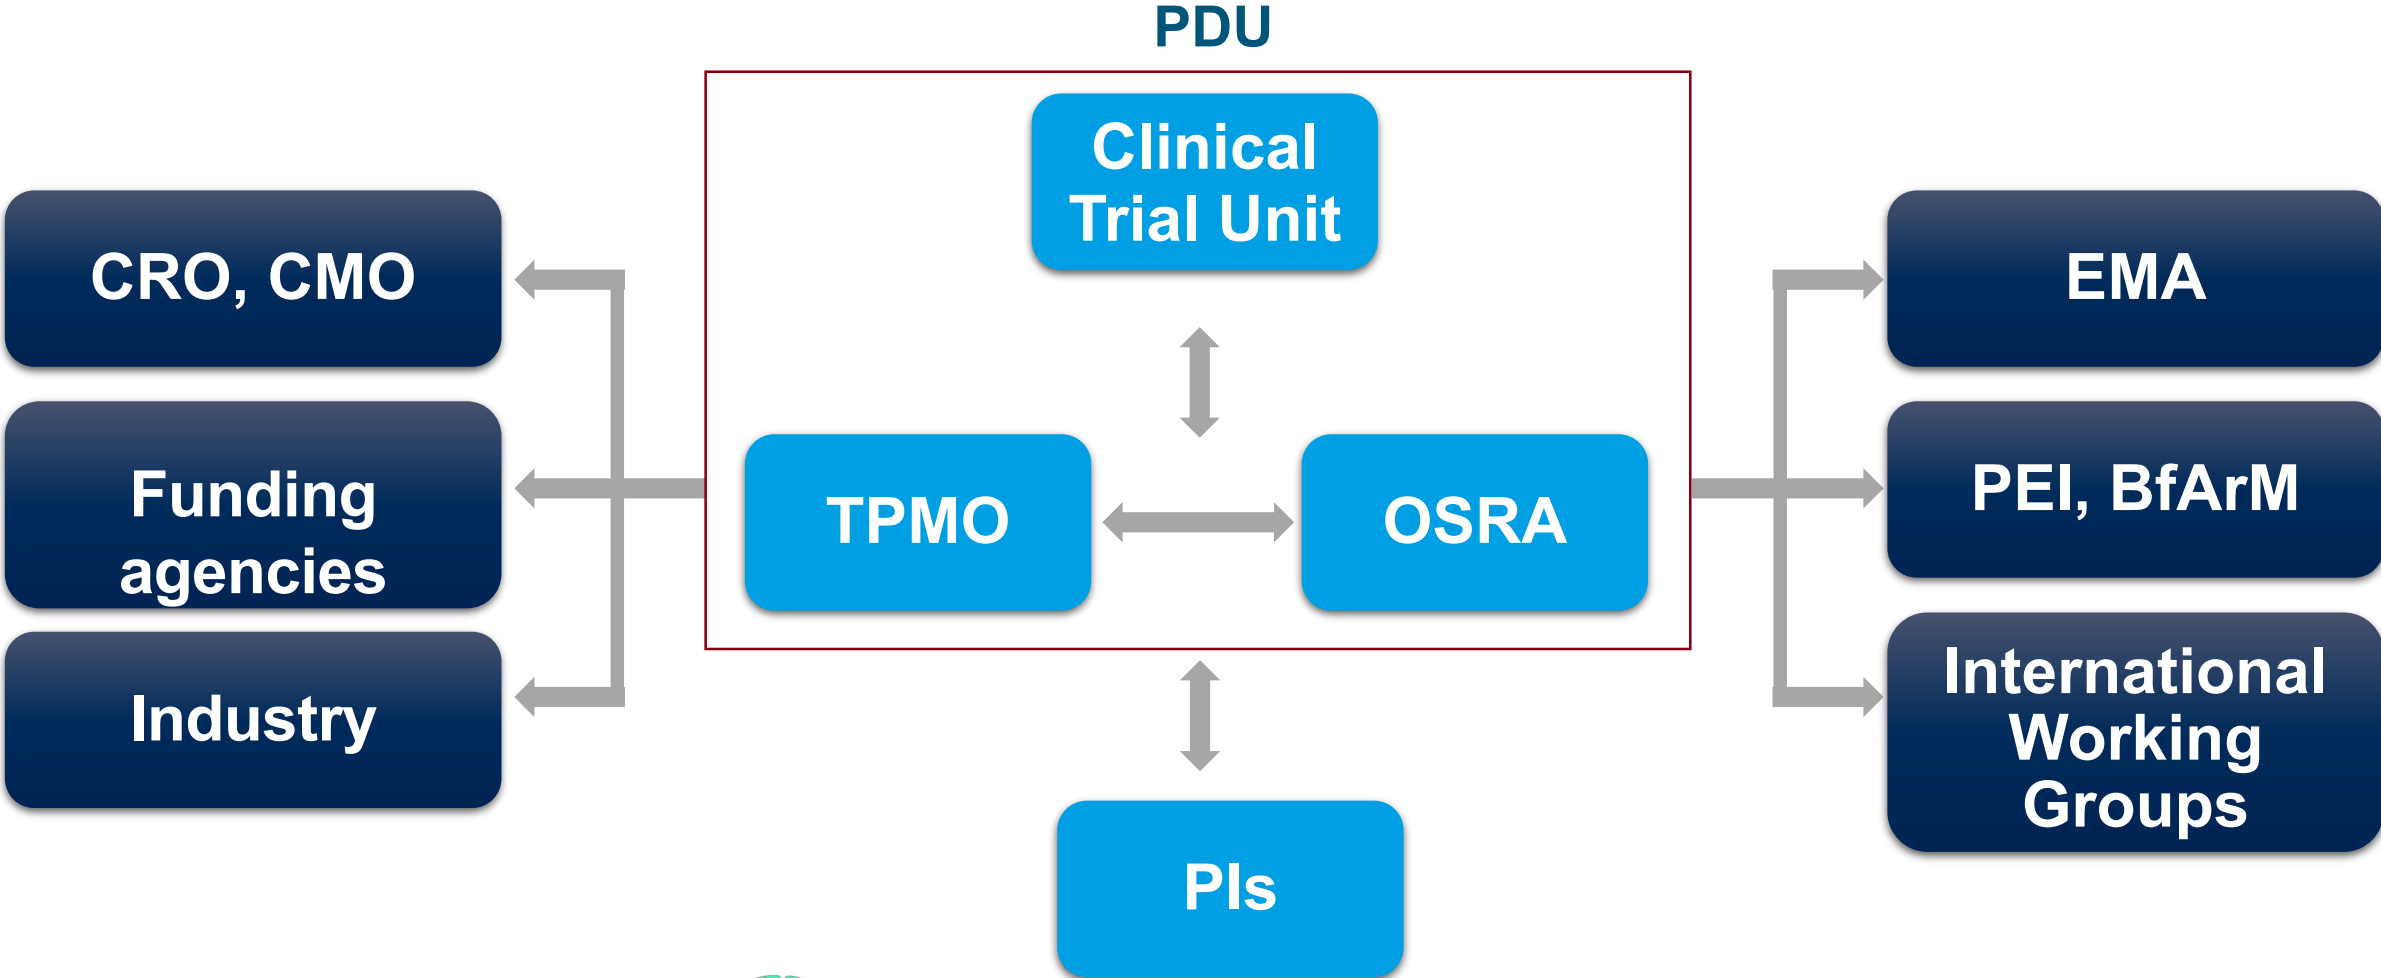 PDU
Clinical
Trial Unit
CRO, CMO
Funding
agencies
Industry
TPMO
OSRA
EMA
PEI, BfArM
International
Working
Groups
PIs